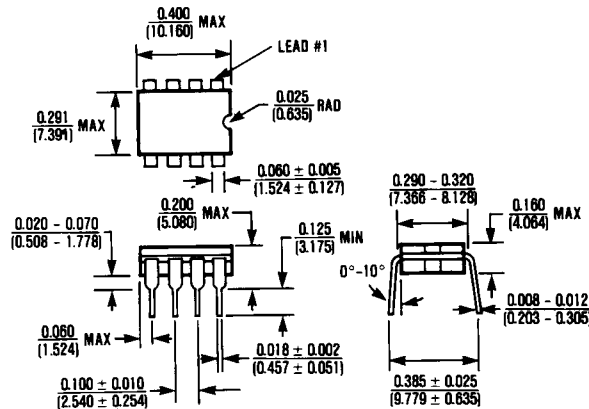 0.400
(10.160) MAX
LEAD #1
0.291
(7.391) MAX
0.025
(0.635) RAD
0.060 ± 0.005
(1.524 ± 0.127)
0.290 - 0.320
(7.366 - 8.128)
0.200
(5.080) MAX
0.160
(4.064) MAX
0.020 - 0.070
(0.508 - 1.778)
0.125
(3.175) MIN
0°-10°
0.008 - 0.012
(0.203 - 0.305)
0.060
(1.524) MAX
0.018 ± 0.002
(0.457 ± 0.051)
0.100 ± 0.010
(2.540 ± 0.254)
0.385 ± 0.025
(9.779 ± 0.635)